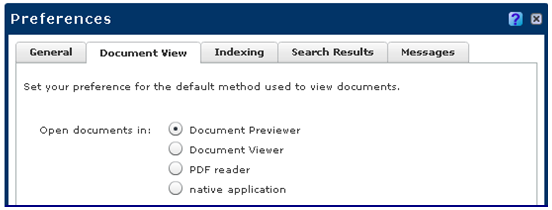 Preferences ?
General Document View Indexing Search Results Messages
Set your preference for the default method used to view documents.
Open documents in: Document Previewer
Document Viewer
PDF reader
native application